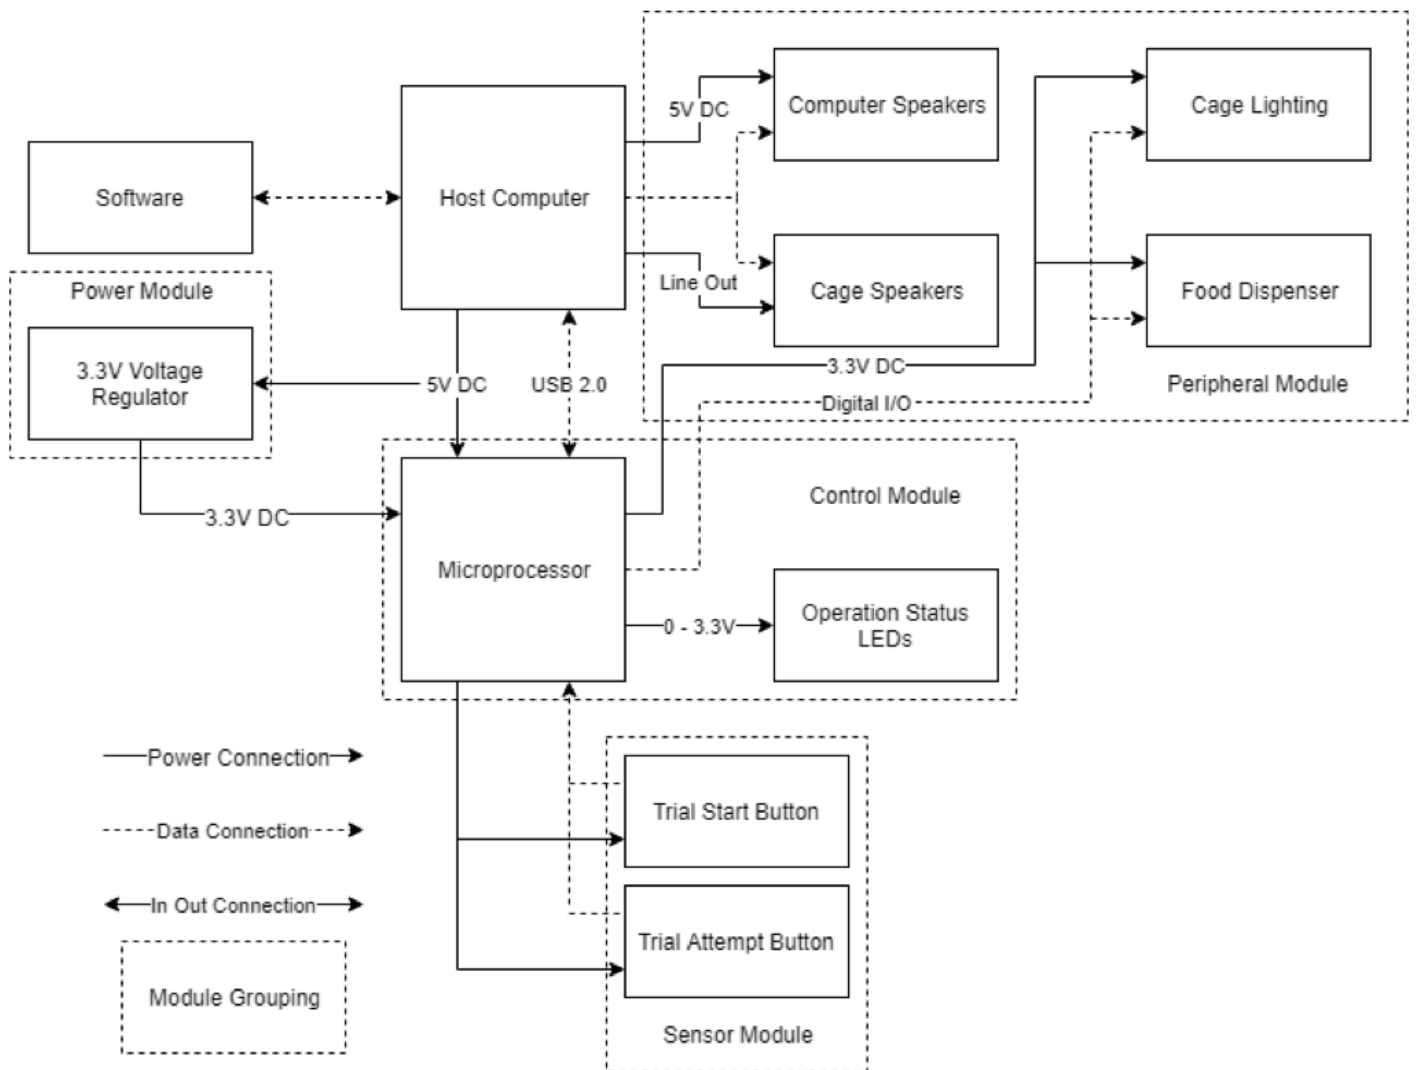 5V DC
Computer Speakers
Cage Lighting
Software
Host Computer
Line Out
Cage Speakers
Food Dispenser
Power Module
3.3V Voltage
Regulator
5V DC
USB 2.0
3.3V DC
Digital I/O
Peripheral Module
3.3V DC
Control Module
Microprocessor
0 - 3.3V
Operation Status
LEDs
Power Connection
Data Connection
In Out Connection
Module Grouping
Trial Start Button
Trial Attempt Button
Sensor Module